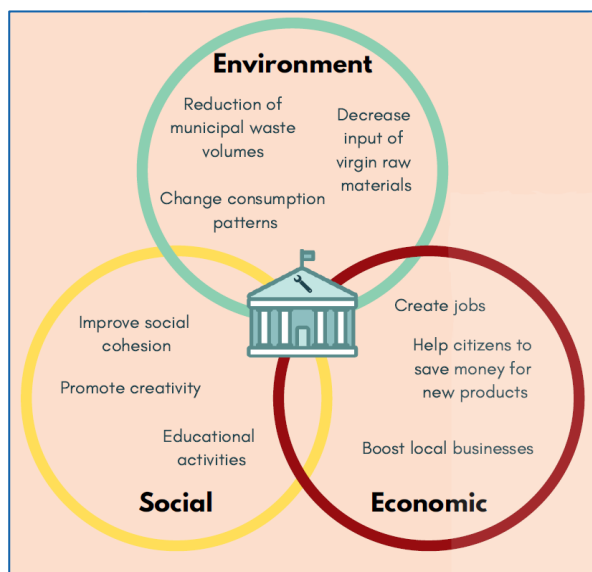 Environment
Reduction of
municipal waste
volumes
Decrease
input of
virgin raw
materials
Change consumption
patterns
Improve social
cohesion
Promote creativity
Educational
activities
Social
Create jobs
Help citizens to
save money for
new products
Boost local businesses
Economic